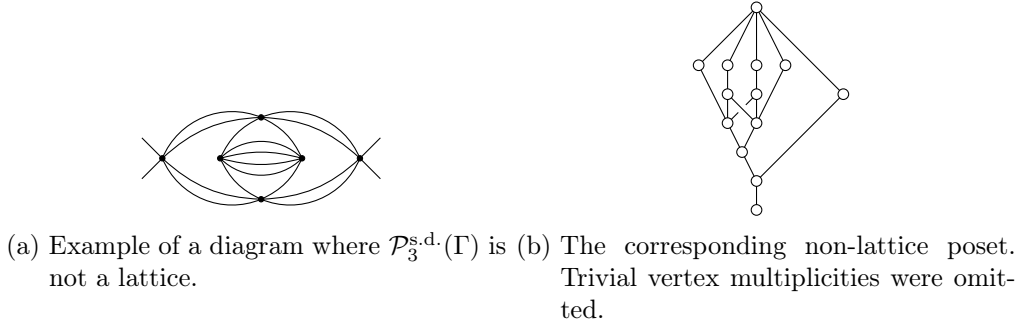 (a) Example of a diagram where $\mathcal{P}_3^{\text{s.d.}}(\Gamma)$ is
not a lattice.
(b) The corresponding non-lattice poset.
Trivial vertex multiplicities were omit-
ted.